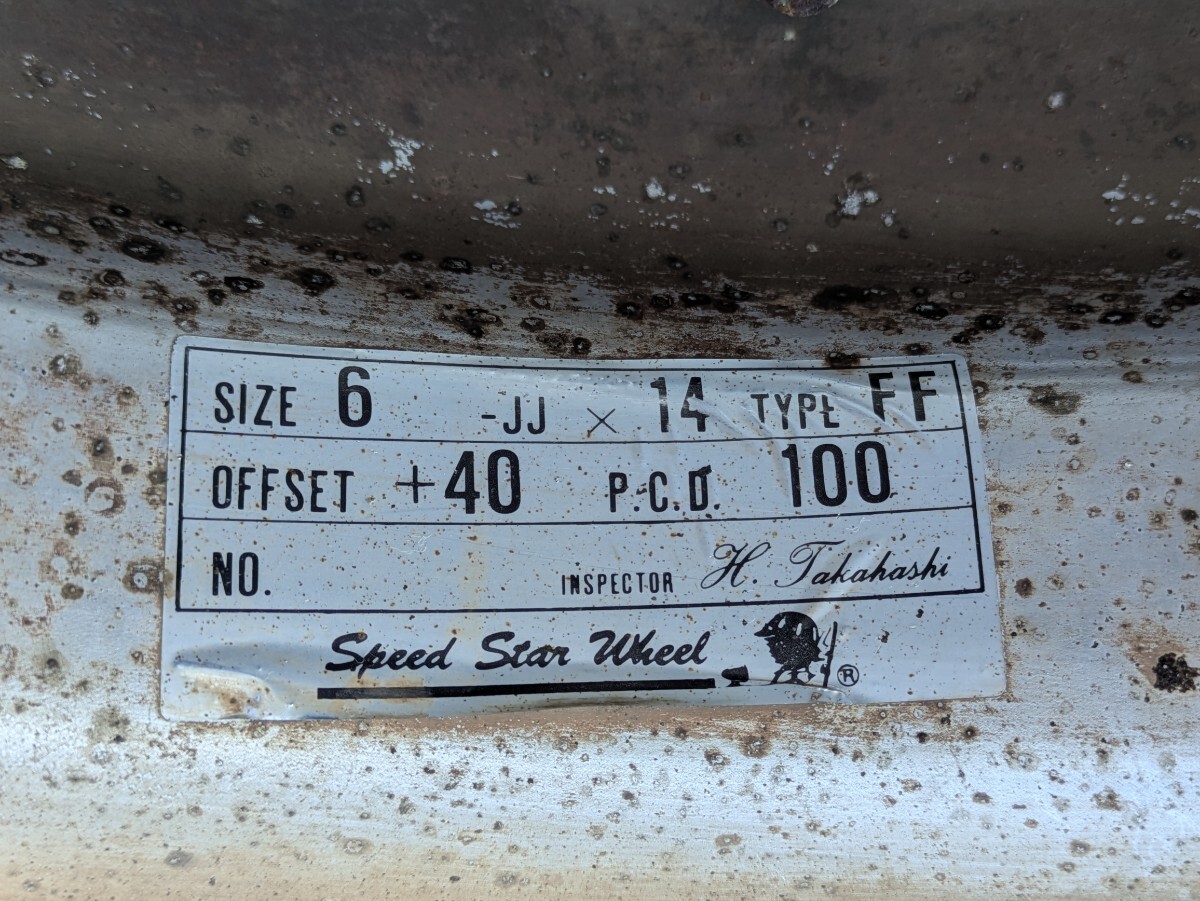 SIZE 6 -JJ × 14 TYPE FF
OFFSET +40 P.C.D. 100
NO. INSPECTOR H. Takahashi
Speed Star Wheel ®